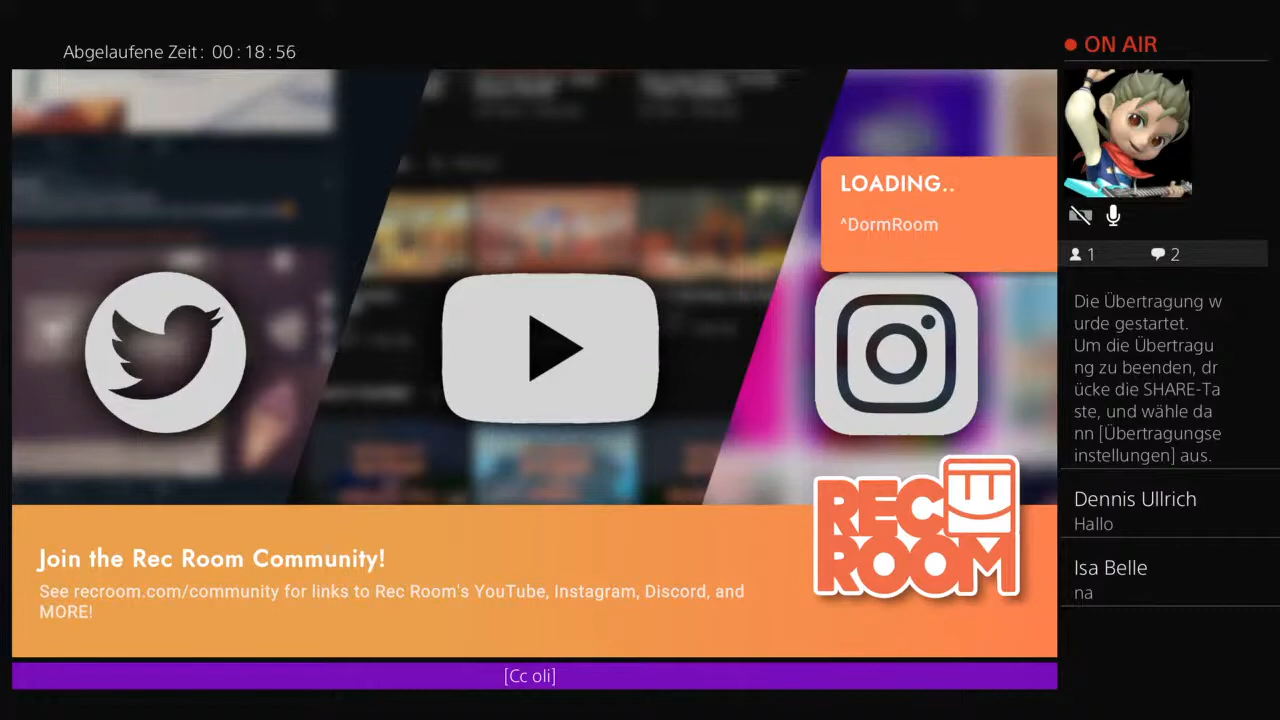 Abgelaufene Zeit: 00:18:56
ON AIR
LOADING..
^DormRoom
1
2
Die Übertragung w
urde gestartet.
Um die Übertragu
ng zu beenden, dr
ücke die SHARE-Ta
ste, und wähle da
nn [Übertragungse
instellungen] aus.
Dennis Ullrich
Hallo
Isa Belle
na
REC
ROOM
Join the Rec Room Community!
See recroom.com/community for links to Rec Room's YouTube, Instagram, Discord, and
MORE!
[Cc oli]